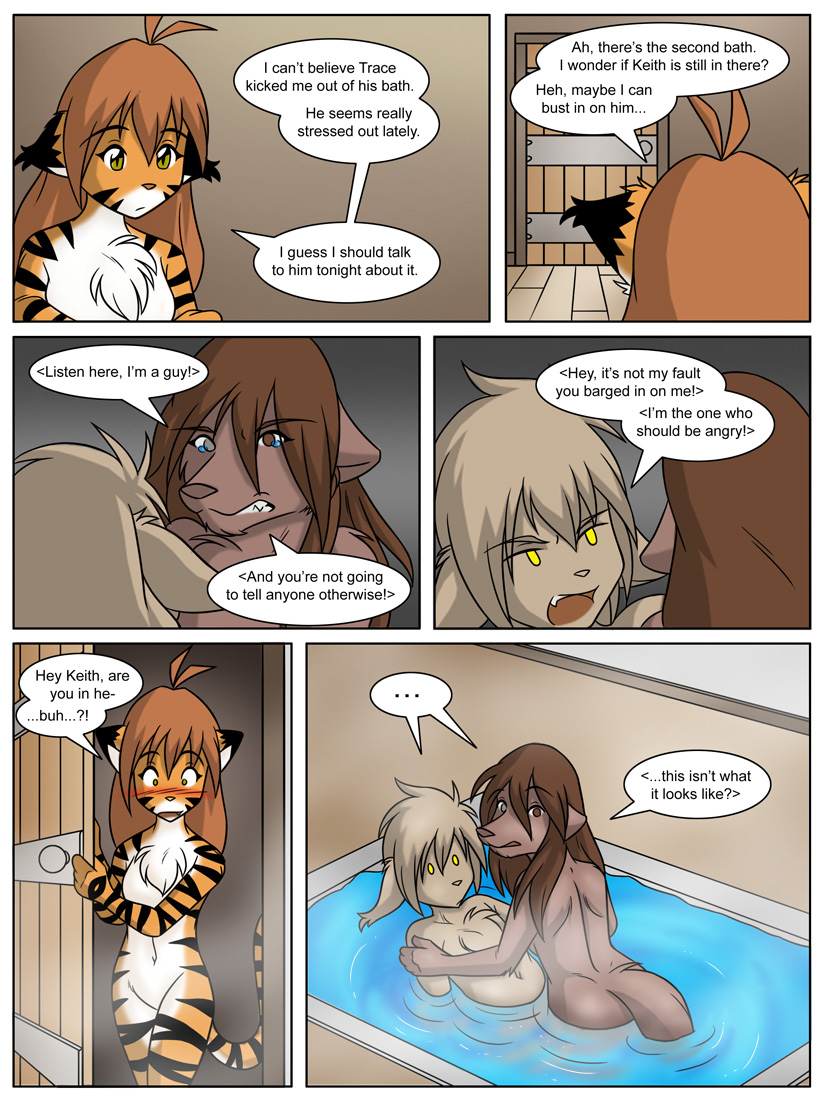 I can't believe Trace
kicked me out of his bath.
He seems really
stressed out lately.
I guess I should talk
to him tonight about it.
Ah, there's the second bath.
I wonder if Keith is still in there?
Heh, maybe I can
bust in on him...
<Listen here, I'm a guy!>
<And you're not going
to tell anyone otherwise!>
<Hey, it's not my fault
you barged in on me!>
<I'm the one who
should be angry!>
Hey Keith, are
you in he-
...buh...?!
...
<...this isn't what
it looks like?>